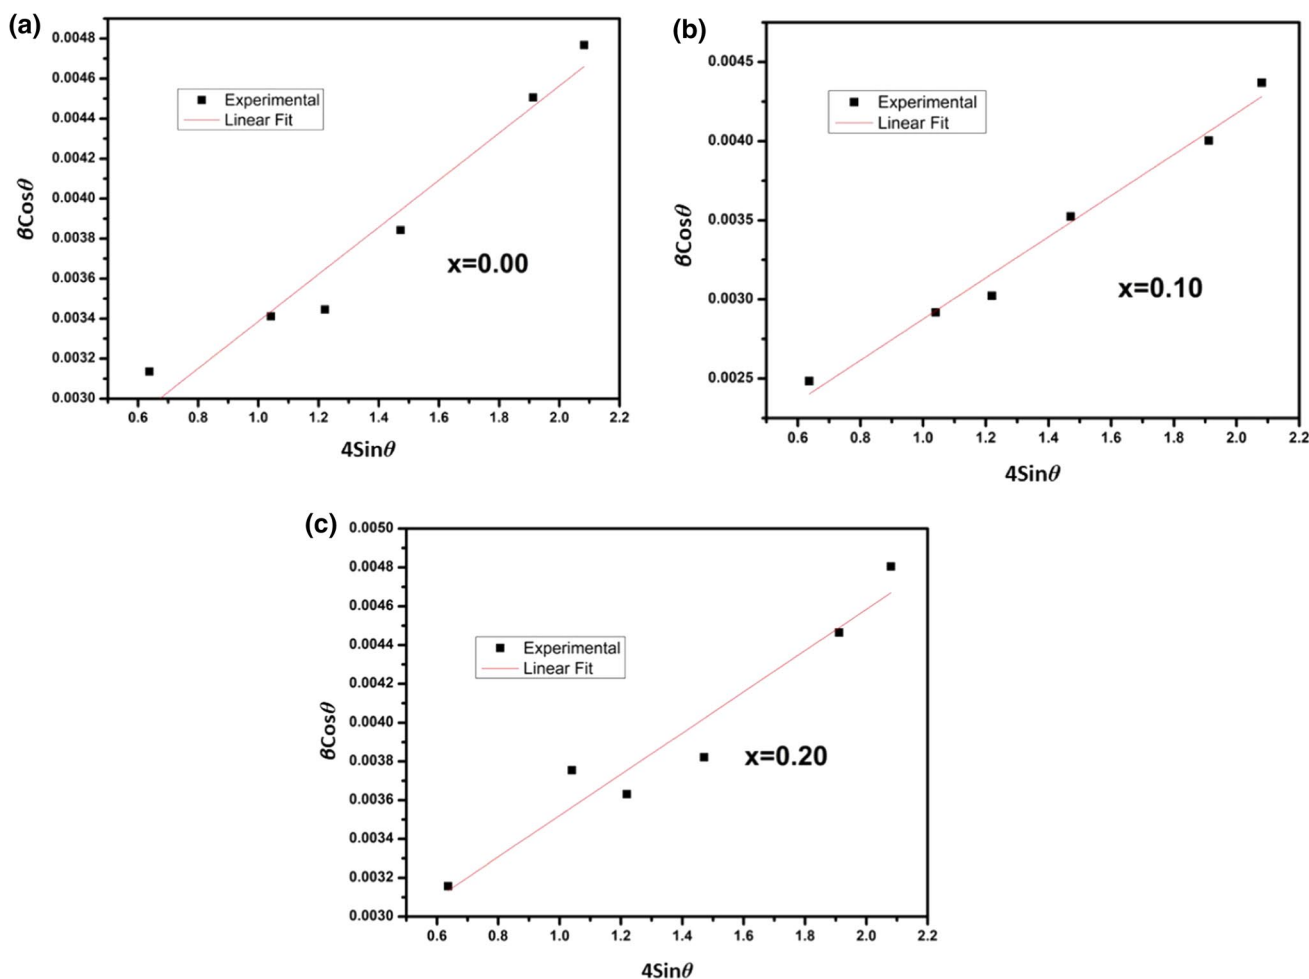 (a)
0.0048
0.0046
0.0044
0.0042
0.0040
0.0038
0.0036
0.0034
0.0032
0.0030
βCosθ
Experimental
Linear Fit
x=0.00
0.6 0.8 1.0 1.2 1.4 1.6 1.8 2.0 2.2
4Sinθ
(b)
0.0045
0.0040
0.0035
0.0030
0.0025
βCosθ
Experimental
Linear Fit
x=0.10
0.6 0.8 1.0 1.2 1.4 1.6 1.8 2.0 2.2
4Sinθ
(c)
0.0050
0.0048
0.0046
0.0044
0.0042
0.0040
0.0038
0.0036
0.0034
0.0032
0.0030
βCosθ
Experimental
Linear Fit
x=0.20
0.6 0.8 1.0 1.2 1.4 1.6 1.8 2.0 2.2
4Sinθ